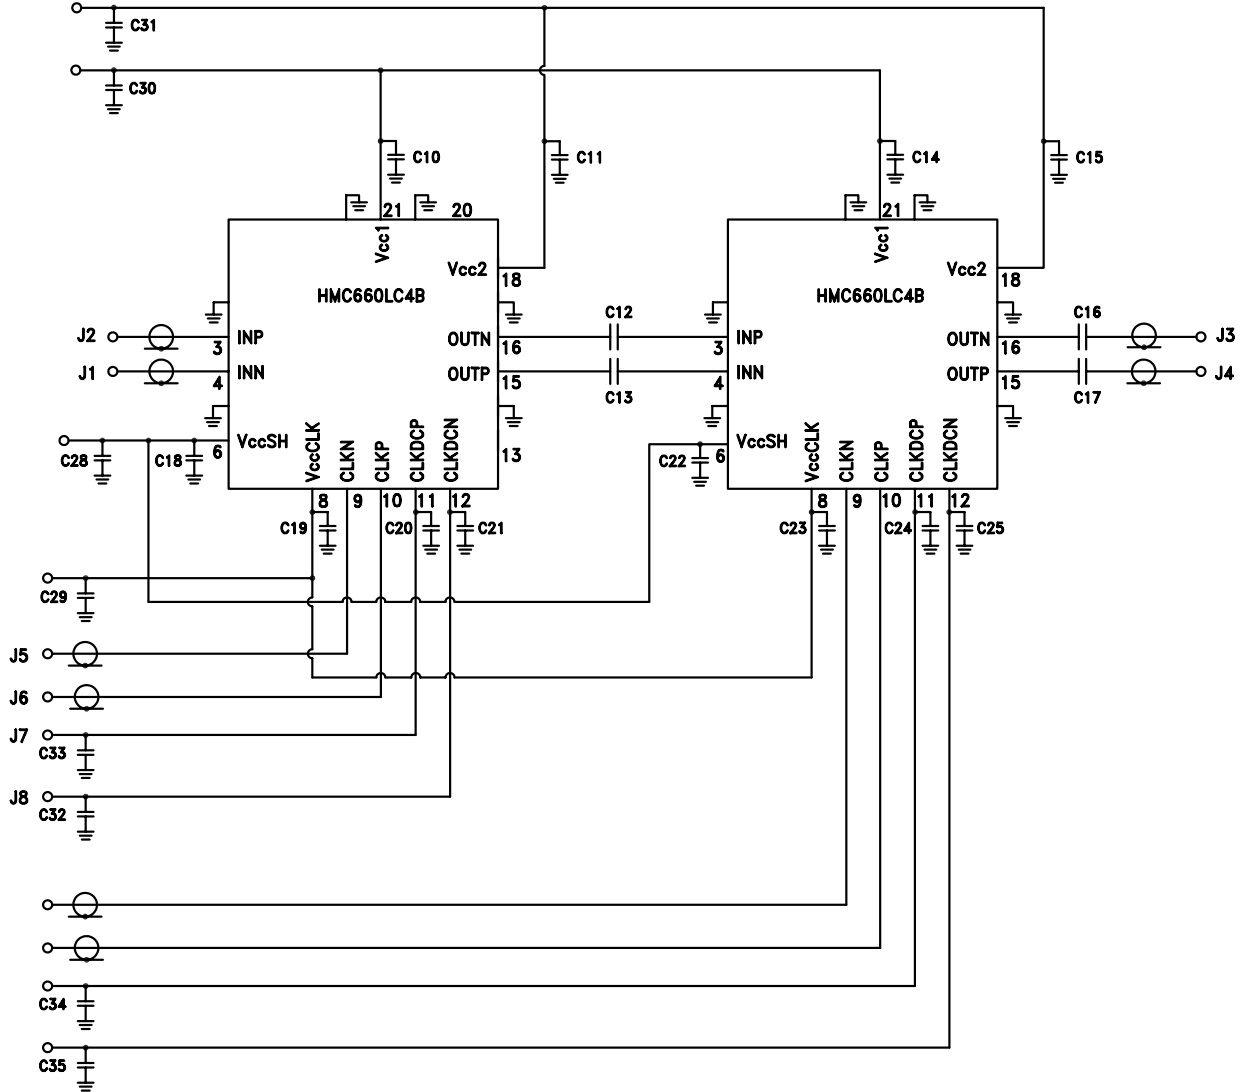 C31
C30
C10
C11
C14
C15
21
20
21
Vcc1
Vcc1
Vcc2
18
Vcc2
18
HMC660LC4B
HMC660LC4B
C12
C16
J2
3
INP
OUTN
16
3
INP
OUTN
16
J3
J1
4
INN
OUTP
15
C13
4
INN
OUTP
15
C17
J4
C28
C18
6
VccSH
VccCLK
CLKN
CLKP
CLKDCP
CLKDCN
13
C22
6
VccSH
VccCLK
CLKN
CLKP
CLKDCP
CLKDCN
8
9
10
11
12
8
9
10
11
12
C19
C20
C21
C23
C24
C25
C29
J5
J6
J7
C33
J8
C32
C34
C35